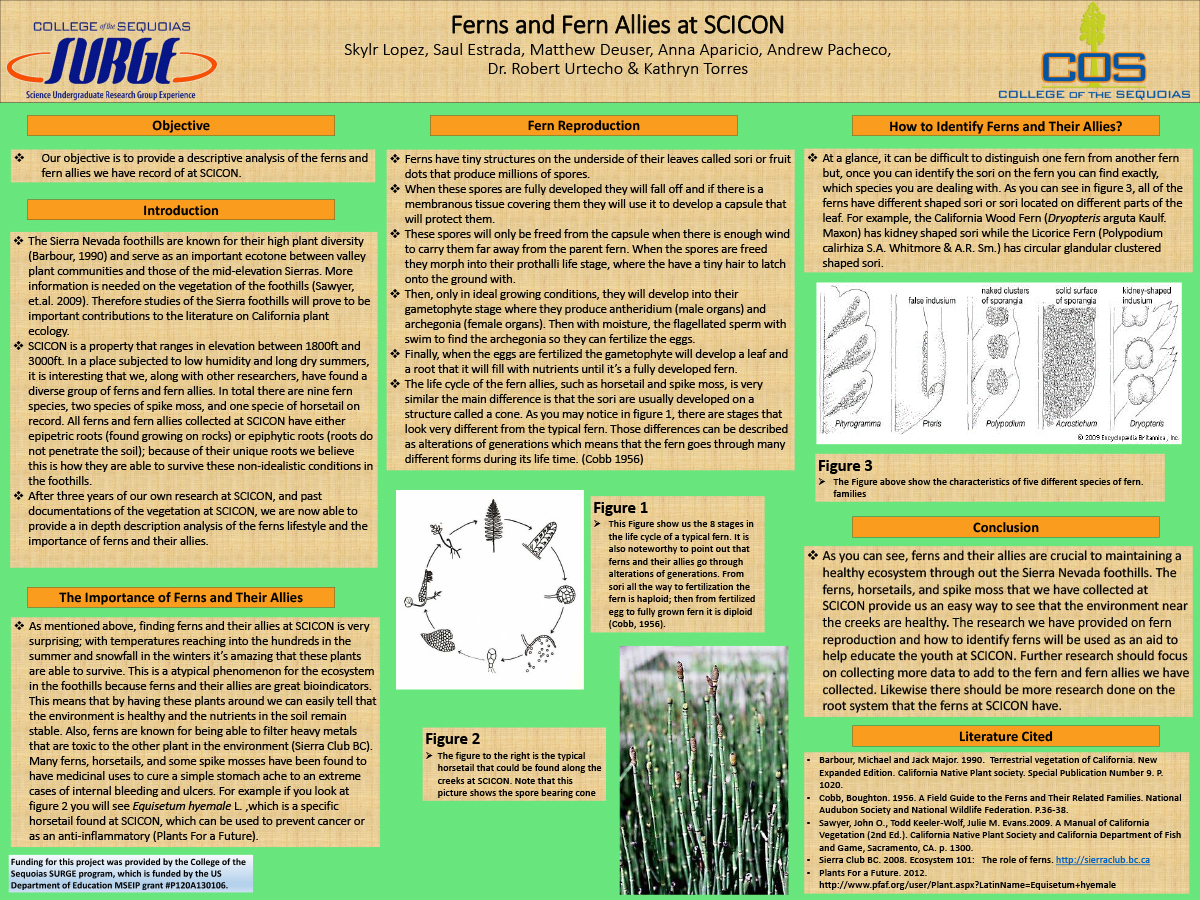 COLLEGE of the SEQUOIAS
SURGE
Science Undergraduate Research Group Experience
Ferns and Fern Allies at SCICON
Skylr Lopez, Saul Estrada, Matthew Deuser, Anna Aparicio, Andrew Pacheco,
Dr. Robert Urtecho & Kathryn Torres
COS
COLLEGE OF THE SEQUOIAS
Objective
❖ Our objective is to provide a descriptive analysis of the ferns and
fern allies we have record of at SCICON.
Introduction
❖ The Sierra Nevada foothills are known for their high plant diversity
(Barbour, 1990) and serve as an important ecotone between valley
plant communities and those of the mid-elevation Sierras. More
information is needed on the vegetation of the foothills (Sawyer,
et.al. 2009). Therefore studies of the Sierra foothills will prove to be
important contributions to the literature on California plant
ecology.
❖ SCICON is a property that ranges in elevation between 1800ft and
3000ft. In a place subjected to low humidity and long dry summers,
it is interesting that we, along with other researchers, have found a
diverse group of ferns and fern allies. In total there are nine fern
species, two species of spike moss, and one specie of horsetail on
record. All ferns and fern allies collected at SCICON have either
epipetric roots (found growing on rocks) or epiphytic roots (roots do
not penetrate the soil); because of their unique roots we believe
this is how they are able to survive these non-idealistic conditions in
the foothills.
❖ After three years of our own research at SCICON, and past
documentations of the vegetation at SCICON, we are now able to
provide a in depth description analysis of the ferns lifestyle and the
importance of ferns and their allies.
The Importance of Ferns and Their Allies
❖ As mentioned above, finding ferns and their allies at SCICON is very
surprising; with temperatures reaching into the hundreds in the
summer and snowfall in the winters it's amazing that these plants
are able to survive. This is a atypical phenomenon for the ecosystem
in the foothills because ferns and their allies are great bioindicators.
This means that by having these plants around we can easily tell that
the environment is healthy and the nutrients in the soil remain
stable. Also, ferns are known for being able to filter heavy metals
that are toxic to the other plant in the environment (Sierra Club BC).
Many ferns, horsetails, and some spike mosses have been found to
have medicinal uses to cure a simple stomach ache to an extreme
cases of internal bleeding and ulcers. For example if you look at
figure 2 you will see Equisetum hyemale L. ,which is a specific
horsetail found at SCICON, which can be used to prevent cancer or
as an anti-inflammatory (Plants For a Future).
Funding for this project was provided by the College of the
Sequoias SURGE program, which is funded by the US
Department of Education MSEIP grant #P120A130106.
Fern Reproduction
❖ Ferns have tiny structures on the underside of their leaves called sori or fruit
dots that produce millions of spores.
❖ When these spores are fully developed they will fall off and if there is a
membranous tissue covering them they will use it to develop a capsule that
will protect them.
❖ These spores will only be freed from the capsule when there is enough wind
to carry them far away from the parent fern. When the spores are freed
they morph into their prothalli life stage, where the have a tiny hair to latch
onto the ground with.
❖ Then, only in ideal growing conditions, they will develop into their
gametophyte stage where they produce antheridium (male organs) and
archegonia (female organs). Then with moisture, the flagellated sperm with
swim to find the archegonia so they can fertilize the eggs.
❖ Finally, when the eggs are fertilized the gametophyte will develop a leaf and
a root that it will fill with nutrients until it's a fully developed fern.
❖ The life cycle of the fern allies, such as horsetail and spike moss, is very
similar the main difference is that the sori are usually developed on a
structure called a cone. As you may notice in figure 1, there are stages that
look very different from the typical fern. Those differences can be described
as alterations of generations which means that the fern goes through many
different forms during its life time. (Cobb 1956)
Figure 1
➢ This Figure show us the 8 stages in
the life cycle of a typical fern. It is
also noteworthy to point out that
ferns and their allies go through
alterations of generations. From
sori all the way to fertilization the
fern is haploid; then from fertilized
egg to fully grown fern it is diploid
(Cobb, 1956).
Figure 2
➢ The figure to the right is the typical
horsetail that could be found along the
creeks at SCICON. Note that this
picture shows the spore bearing cone
How to Identify Ferns and Their Allies?
❖ At a glance, it can be difficult to distinguish one fern from another fern
but, once you can identify the sori on the fern you can find exactly,
which species you are dealing with. As you can see in figure 3, all of the
ferns have different shaped sori or sori located on different parts of the
leaf. For example, the California Wood Fern (Dryopteris arguta Kaulf.
Maxon) has kidney shaped sori while the Licorice Fern (Polypodium
calirhiza S.A. Whitmore & A.R. Sm.) has circular glandular clustered
shaped sori.
false indusium
naked clusters
of sporangia
solid surface
of sporangia
kidney-shaped
indusium
Pityrogramma
Pteris
Polypodium
Acrostichum
Dryopteris
© 2009 Encyclopædia Britannica, Inc.
Figure 3
➢ The Figure above show the characteristics of five different species of fern.
families
Conclusion
❖ As you can see, ferns and their allies are crucial to maintaining a
healthy ecosystem through out the Sierra Nevada foothills. The
ferns, horsetails, and spike moss that we have collected at
SCICON provide us an easy way to see that the environment near
the creeks are healthy. The research we have provided on fern
reproduction and how to identify ferns will be used as an aid to
help educate the youth at SCICON. Further research should focus
on collecting more data to add to the fern and fern allies we have
collected. Likewise there should be more research done on the
root system that the ferns at SCICON have.
Literature Cited
• Barbour, Michael and Jack Major. 1990. Terrestrial vegetation of California. New
Expanded Edition. California Native Plant society. Special Publication Number 9. P.
1020.
• Cobb, Boughton. 1956. A Field Guide to the Ferns and Their Related Families. National
Audubon Society and National Wildlife Federation. P.36-38.
• Sawyer, John O., Todd Keeler-Wolf, Julie M. Evans.2009. A Manual of California
Vegetation (2nd Ed.). California Native Plant Society and California Department of Fish
and Game, Sacramento, CA. p. 1300.
• Sierra Club BC. 2008. Ecosystem 101: The role of ferns. http://sierraclub.bc.ca
• Plants For a Future. 2012.
http://www.pfaf.org/user/Plant.aspx?LatinName=Equisetum+hyemale